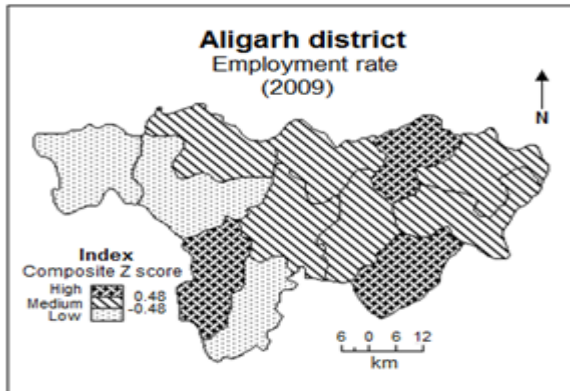 Aligarh district
Employment rate
(2009)
N
Index
Composite Z score
High
0.48
Medium
-0.48
Low
6 0 6 12
km